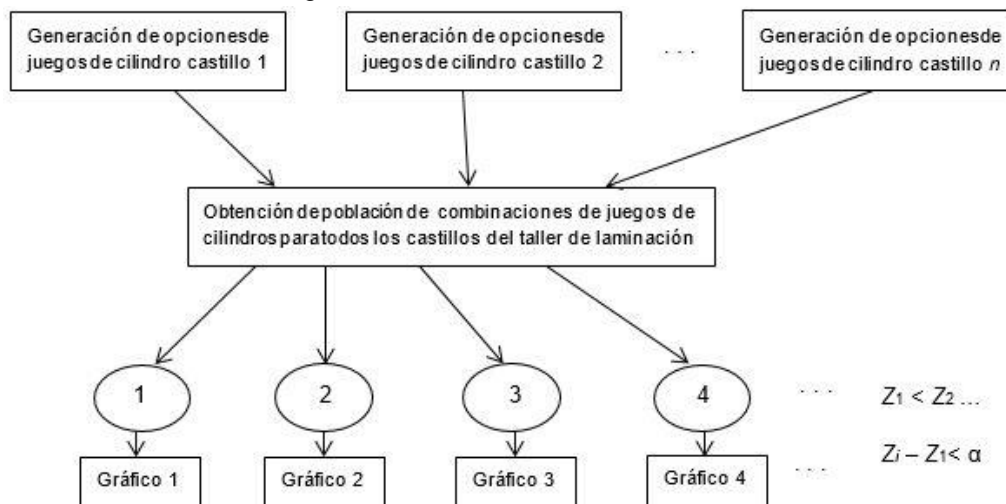 Generación de opcionesde
juegos de cilindro castillo 1
Generación de opcionesde
juegos de cilindro castillo 2
. . .
Generación de opcionesde
juegos de cilindro castillo n
Obtención de población de combinaciones de juegos de
cilindros paratodos los castillos del taller de laminación
1
2
3
4
. . .
Z1 < Z2 ...
Gráfico 1
Gráfico 2
Gráfico 3
Gráfico 4
. . .
Zi – Z1< α